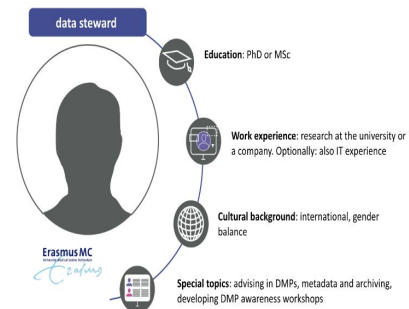 data steward
Education: PhD or MSc
Work experience: research at the university or
a company. Optionally: also IT experience
Cultural background: international, gender
balance
Erasmus MC
Special topics: advising in DMPs, metadata and archiving,
developing DMP awareness workshops